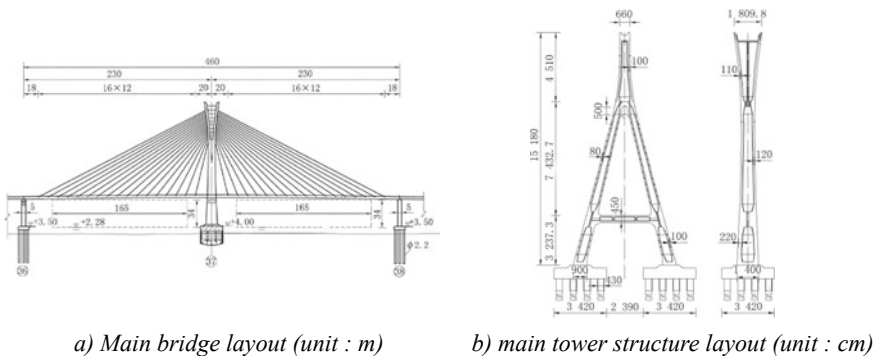 460
230 230
18 16×12 20 20 16×12 18
5 165 34 165 34 5
+3.50 +2.28 +4.00 +3.50
ϕ2.2
36 37 38
660 1 809.8
100
4 510 110
500
15 180
80 120
7 432.7
450
3 237.3 100 220
900 430 1 400
3 420 2 390 3 420 3 420
a) Main bridge layout (unit : m) b) main tower structure layout (unit : cm)